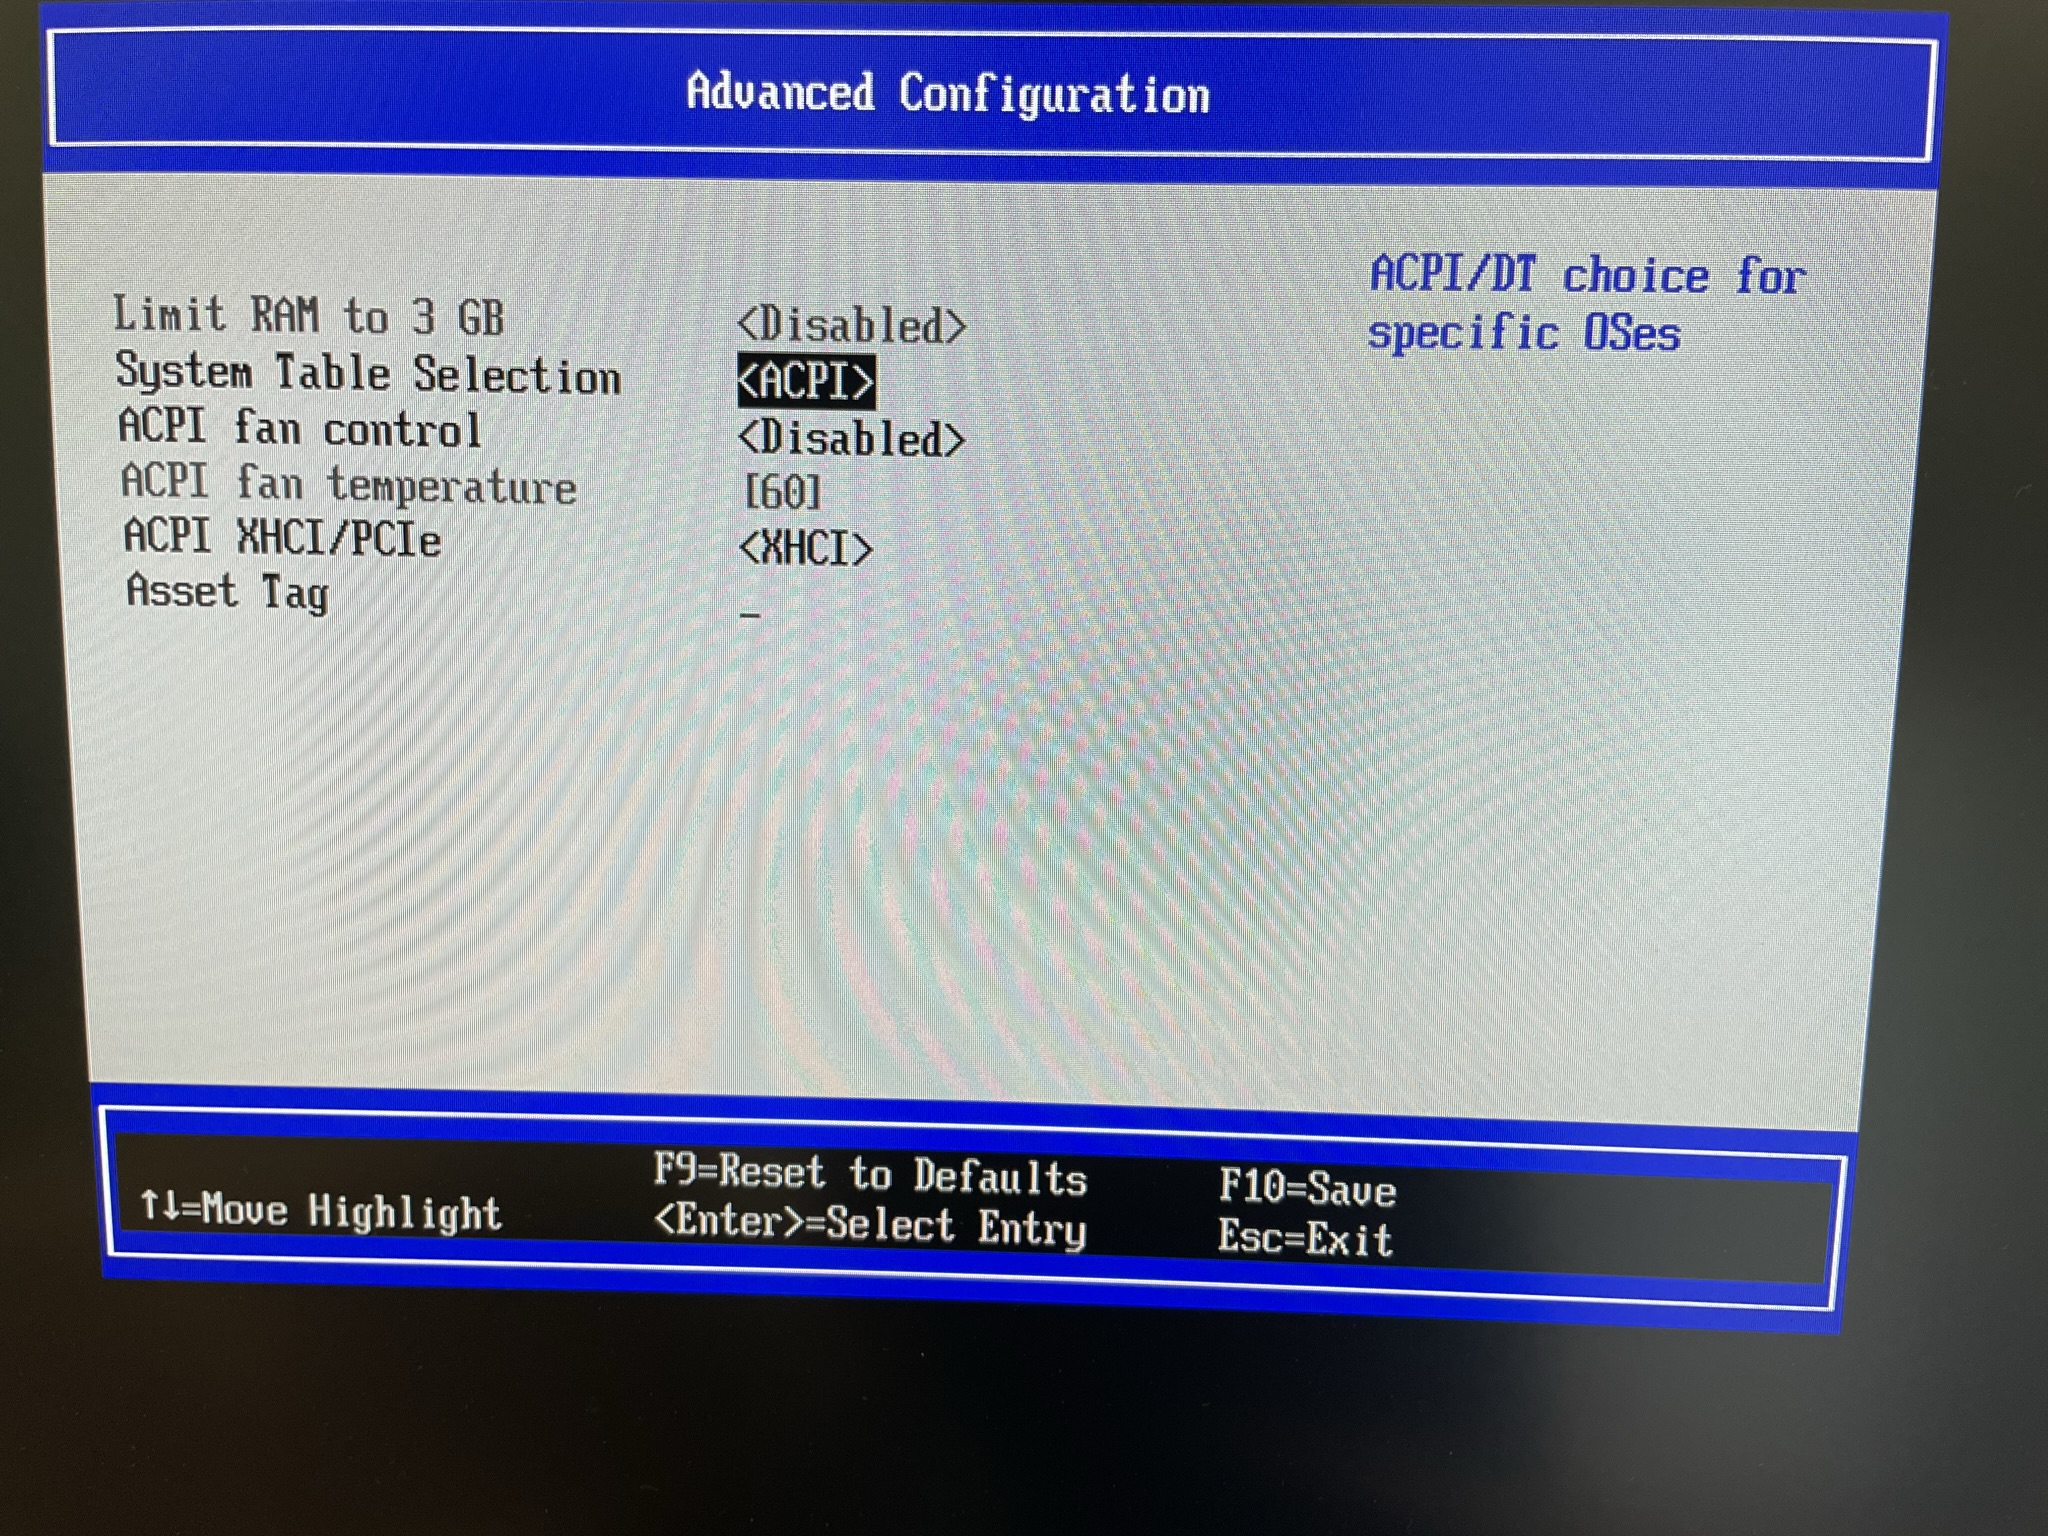 Advanced Configuration
Limit RAM to 3 GB <Disabled>
System Table Selection <ACPI>
ACPI fan control <Disabled>
ACPI fan temperature [60]
ACPI XHCI/PCIe <XHCI>
Asset Tag _
ACPI/DT choice for
specific OSes
F9=Reset to Defaults F10=Save
↑↓=Move Highlight <Enter>=Select Entry Esc=Exit